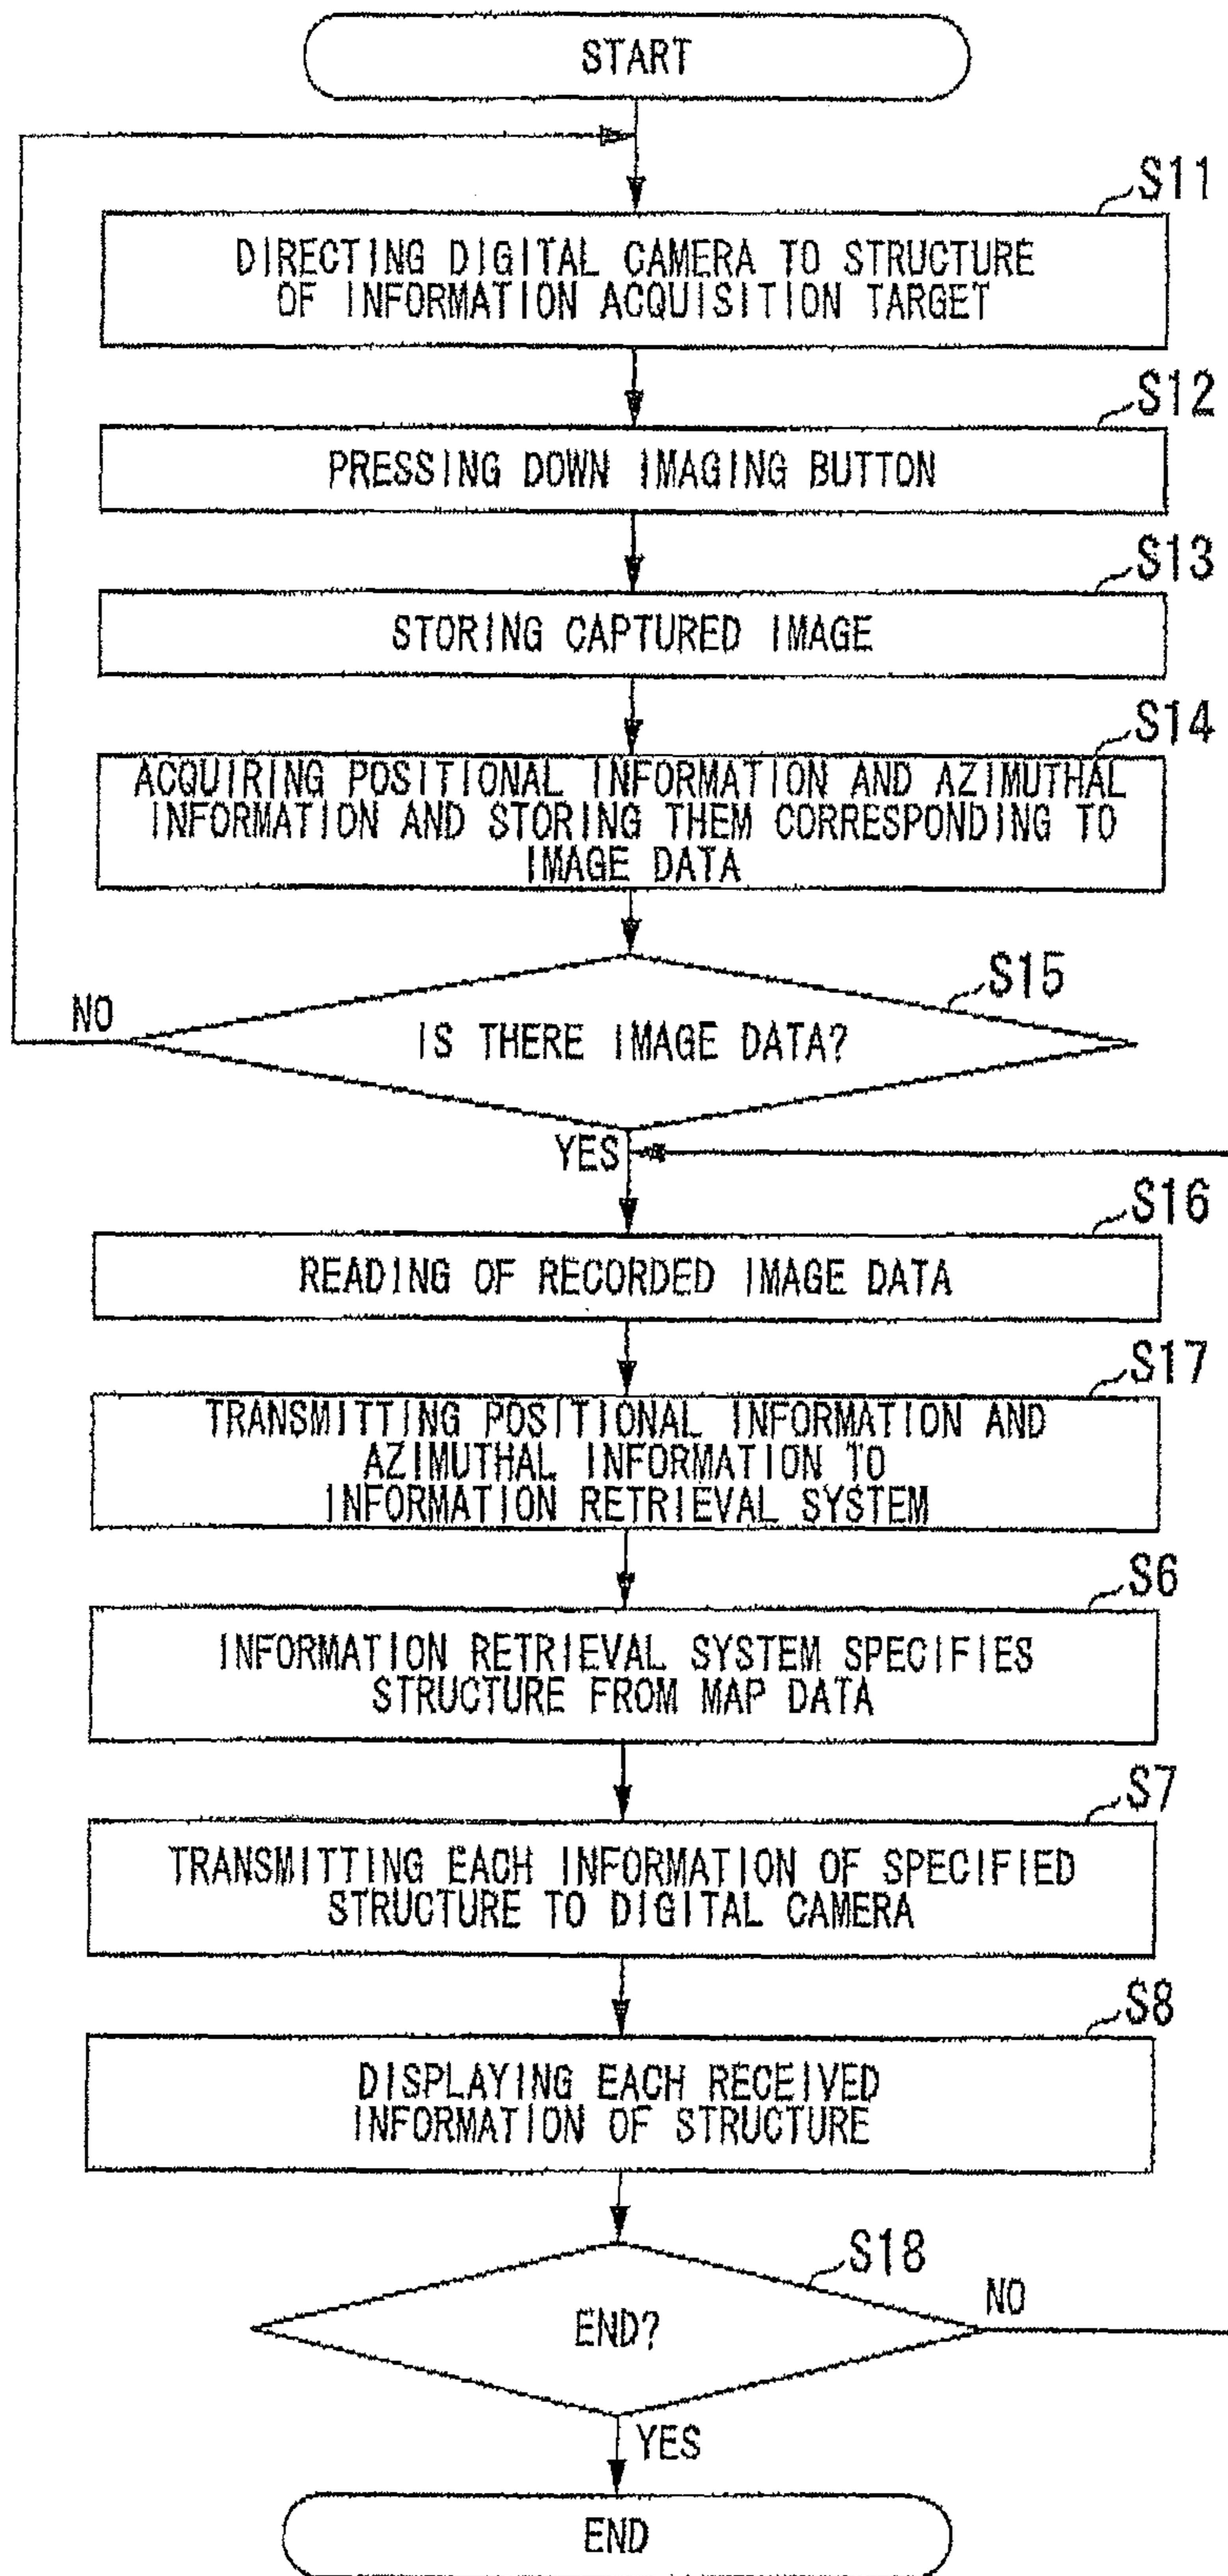 START
S11
DIRECTING DIGITAL CAMERA TO STRUCTURE
OF INFORMATION ACQUISITION TARGET
S12
PRESSING DOWN IMAGING BUTTON
S13
STORING CAPTURED IMAGE
S14
ACQUIRING POSITIONAL INFORMATION AND AZIMUTHAL
INFORMATION AND STORING THEM CORRESPONDING TO
IMAGE DATA
S15
NO
IS THERE IMAGE DATA?
YES
S16
READING OF RECORDED IMAGE DATA
S17
TRANSMITTING POSITIONAL INFORMATION AND
AZIMUTHAL INFORMATION TO
INFORMATION RETRIEVAL SYSTEM
S6
INFORMATION RETRIEVAL SYSTEM SPECIFIES
STRUCTURE FROM MAP DATA
S7
TRANSMITTING EACH INFORMATION OF SPECIFIED
STRUCTURE TO DIGITAL CAMERA
S8
DISPLAYING EACH RECEIVED
INFORMATION OF STRUCTURE
S18
NO
END?
YES
END